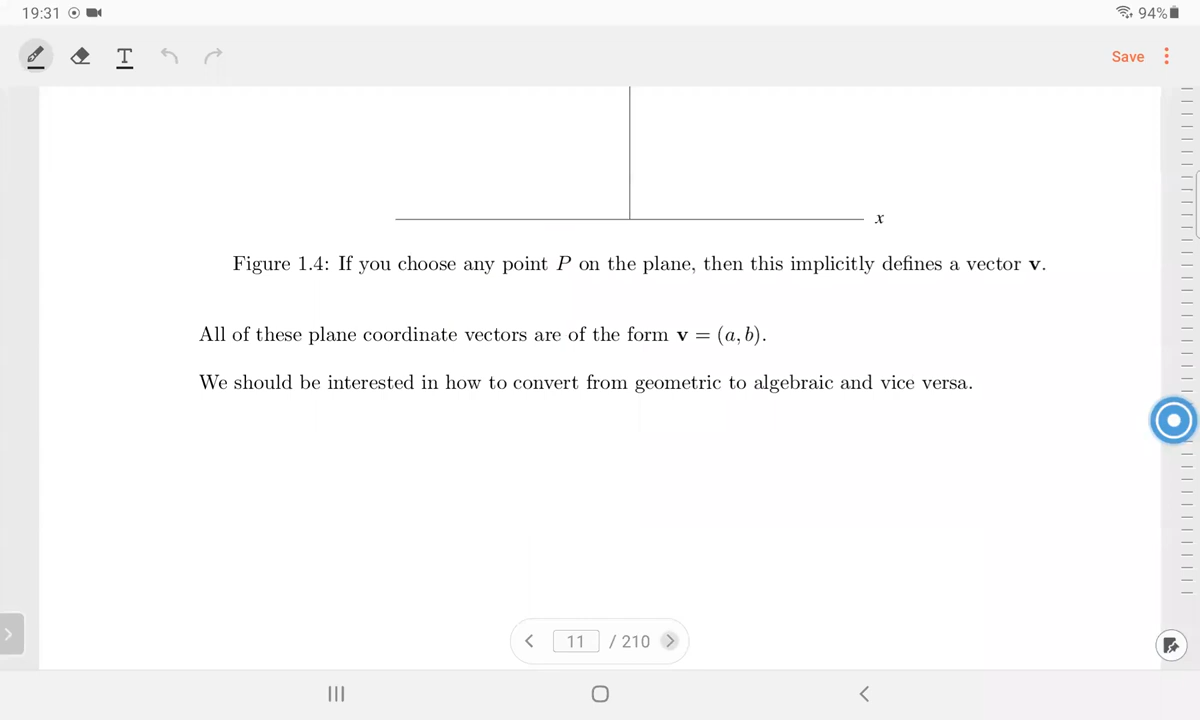 19:31 94%
T Save
x
Figure 1.4: If you choose any point P on the plane, then this implicitly defines a vector v.
All of these plane coordinate vectors are of the form v = (a, b).
We should be interested in how to convert from geometric to algebraic and vice versa.
11 / 210